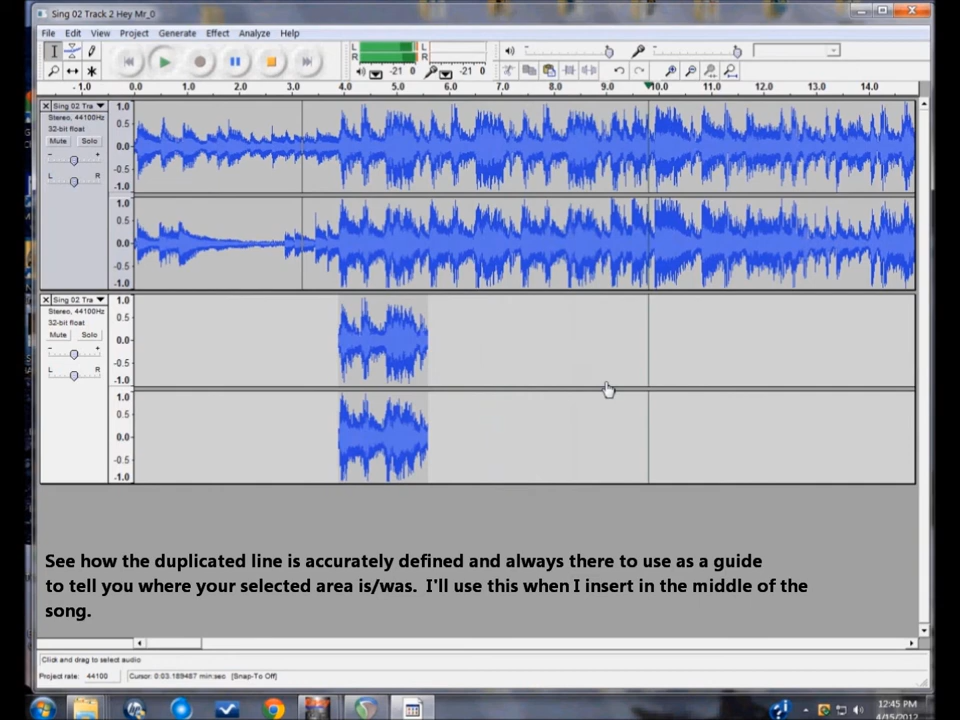 Sing 02 Track 2 Hey Mr_0
File Edit View Project Generate Effect Analyze Help
L
R
L
R
-21 0
-21 0
- 1.0 0.0 1.0 2.0 3.0 4.0 5.0 6.0 7.0 8.0 9.0 10.0 11.0 12.0 13.0 14.0
Sing 02 Tra
Stereo, 44100Hz
32-bit float
Mute Solo
- +
L R
1.0
0.5
0.0
-0.5
-1.0
1.0
0.5
0.0
-0.5
-1.0
Sing 02 Tra
Stereo, 44100Hz
32-bit float
Mute Solo
- +
L R
1.0
0.5
0.0
-0.5
-1.0
1.0
0.5
0.0
-0.5
-1.0
See how the duplicated line is accurately defined and always there to use as a guide
to tell you where your selected area is/was. I'll use this when I insert in the middle of the
song.
Click and drag to select audio
Project rate: 44100 Cursor: 0:03.189487 min:sec [Snap-To Off]
12:45 PM
4/15/2012